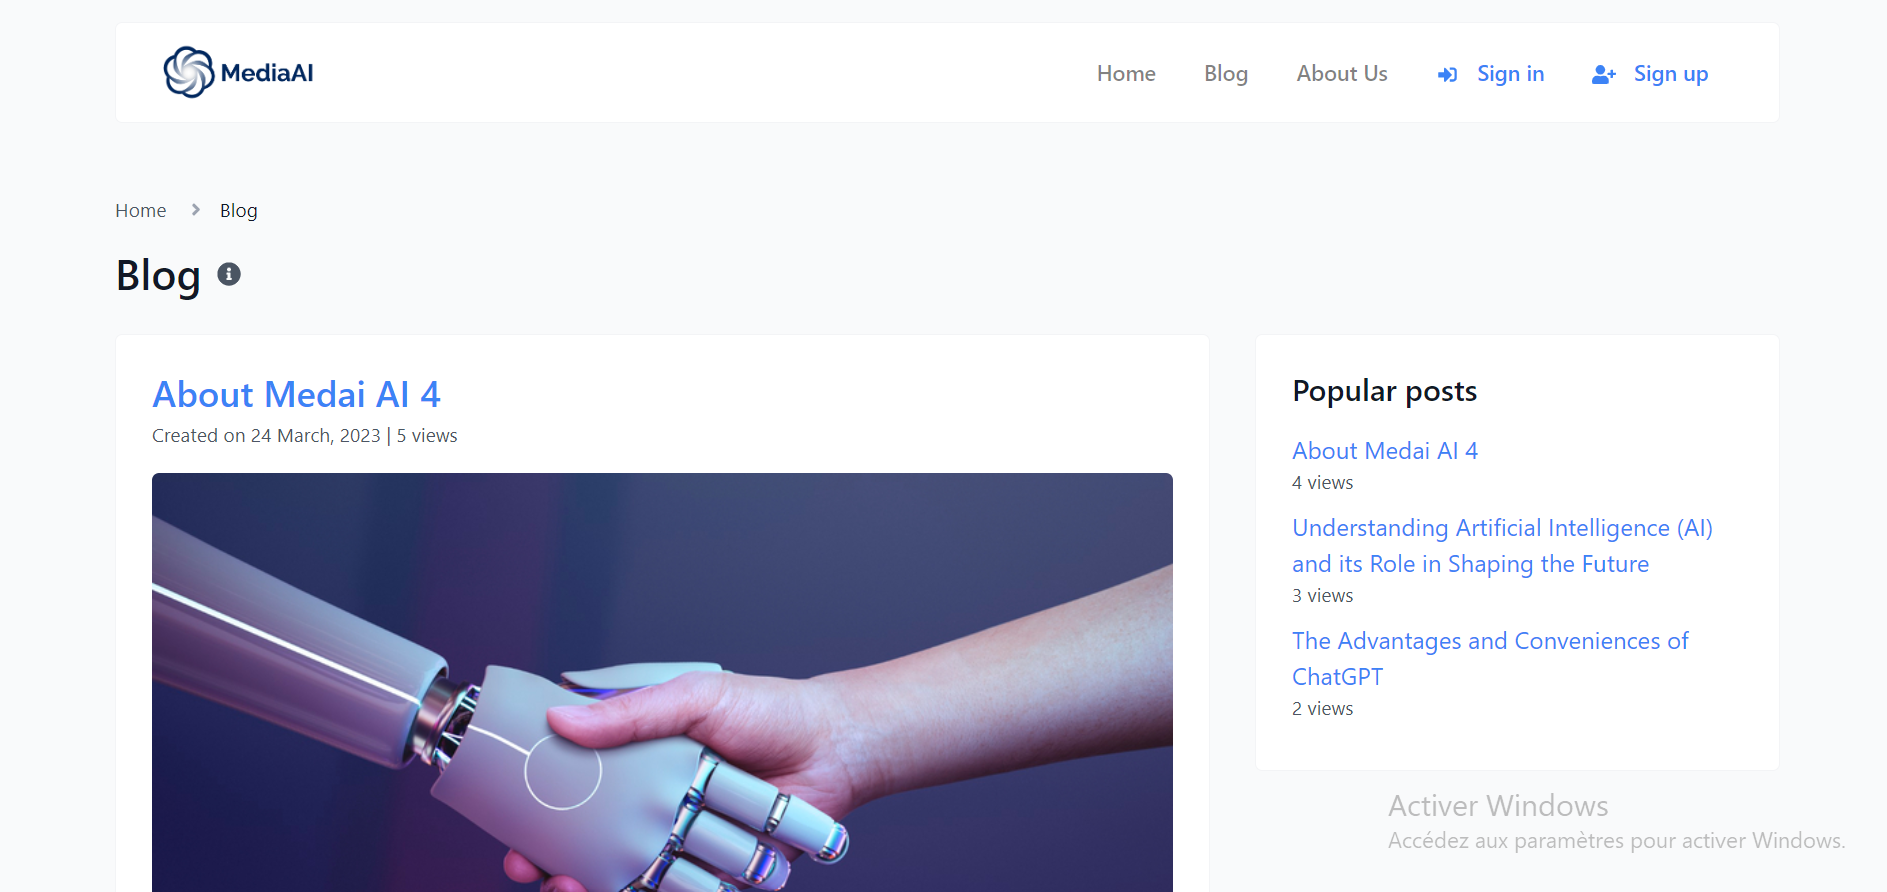 MediaAI
Home Blog About Us Sign in Sign up
Home Blog
Blog
About Medai AI 4
Created on 24 March, 2023 | 5 views
Popular posts
About Medai AI 4
4 views
Understanding Artificial Intelligence (AI)
and its Role in Shaping the Future
3 views
The Advantages and Conveniences of
ChatGPT
2 views
Activer Windows
Accédez aux paramètres pour activer Windows.